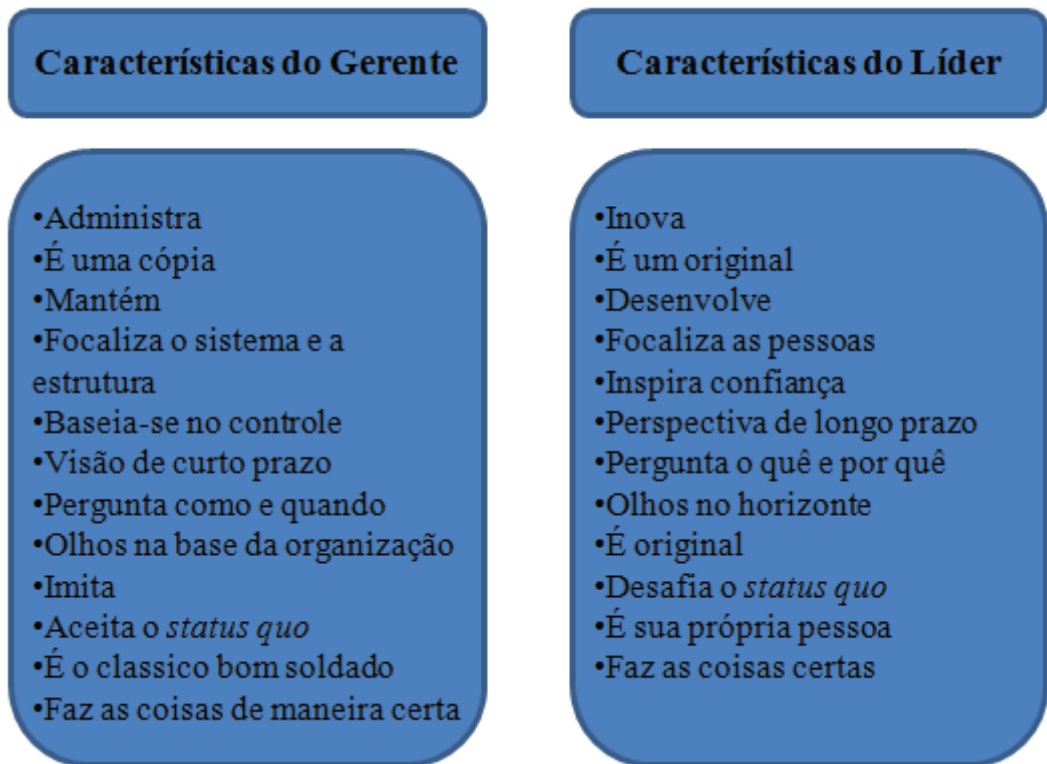 Características do Gerente
•Administra
•É uma cópia
•Mantém
•Focaliza o sistema e a
estrutura
•Baseia-se no controle
•Visão de curto prazo
•Pergunta como e quando
•Olhos na base da organização
•Imita
•Aceita o status quo
•É o classico bom soldado
•Faz as coisas de maneira certa
Características do Líder
•Inova
•É um original
•Desenvolve
•Focaliza as pessoas
•Inspira confiança
•Perspectiva de longo prazo
•Pergunta o quê e por quê
•Olhos no horizonte
•É original
•Desafia o status quo
•É sua própria pessoa
•Faz as coisas certas